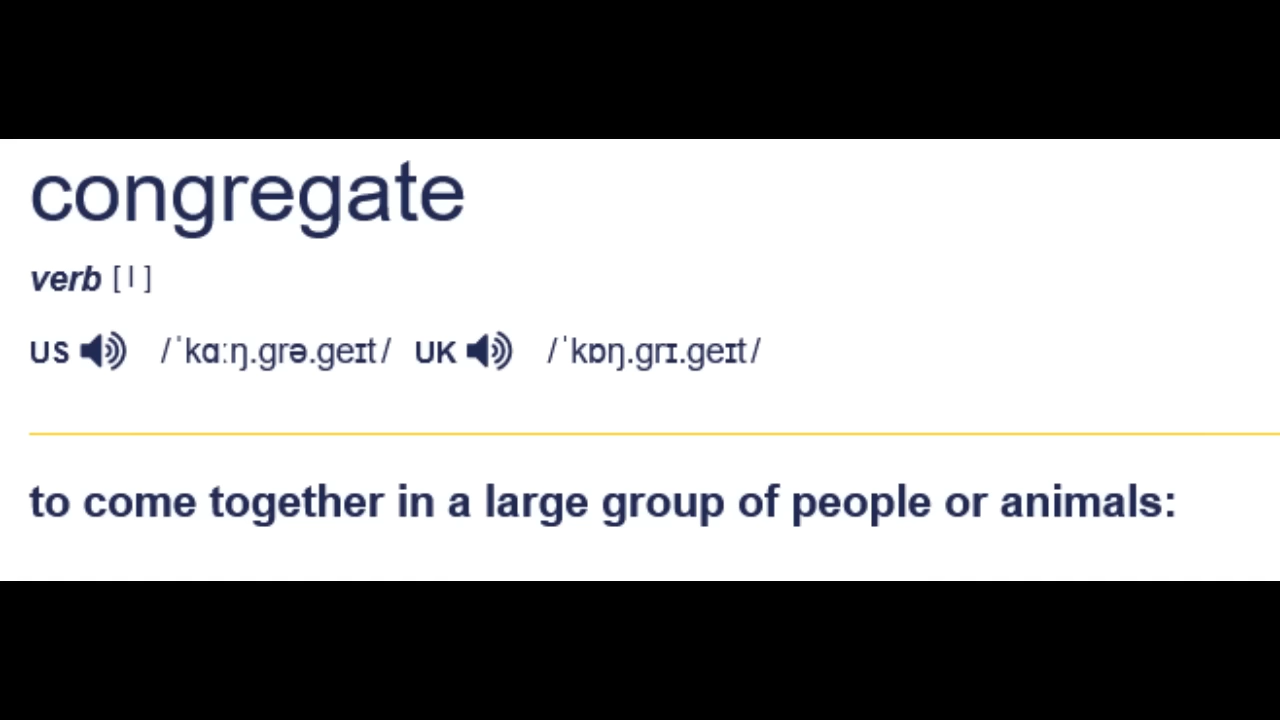 congregate
verb [ I ]
US /ˈkɑːŋ.ɡrə.ɡeɪt/ UK /ˈkɒŋ.ɡrɪ.ɡeɪt/
to come together in a large group of people or animals: